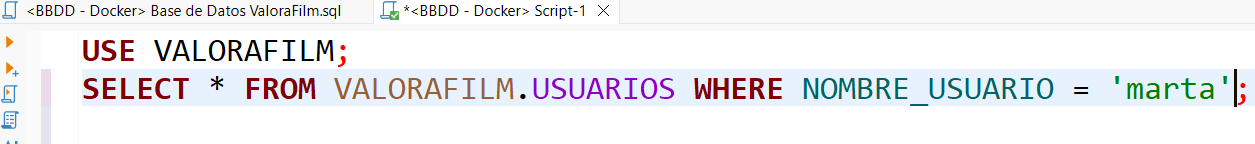 <BBDD - Docker> Base de Datos ValoraFilm.sql
*<BBDD - Docker> Script-1
USE VALORAFILM;
SELECT * FROM VALORAFILM.USUARIOS WHERE NOMBRE_USUARIO = 'marta';